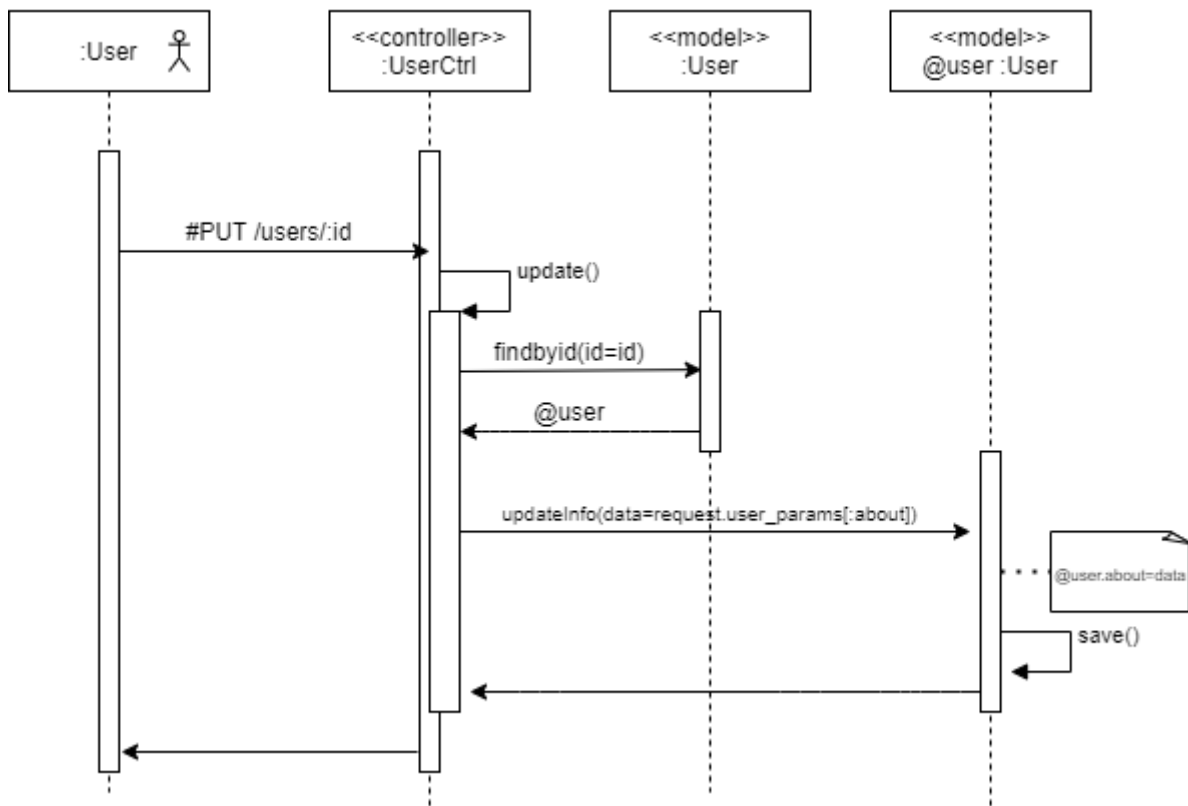 :User
<<controller>>
:UserCtrl
<<model>>
:User
<<model>>
@user :User
#PUT /users/:id
update()
findbyid(id=id)
@user
updateInfo(data=request.user_params[:about])
@user.about=data
save()